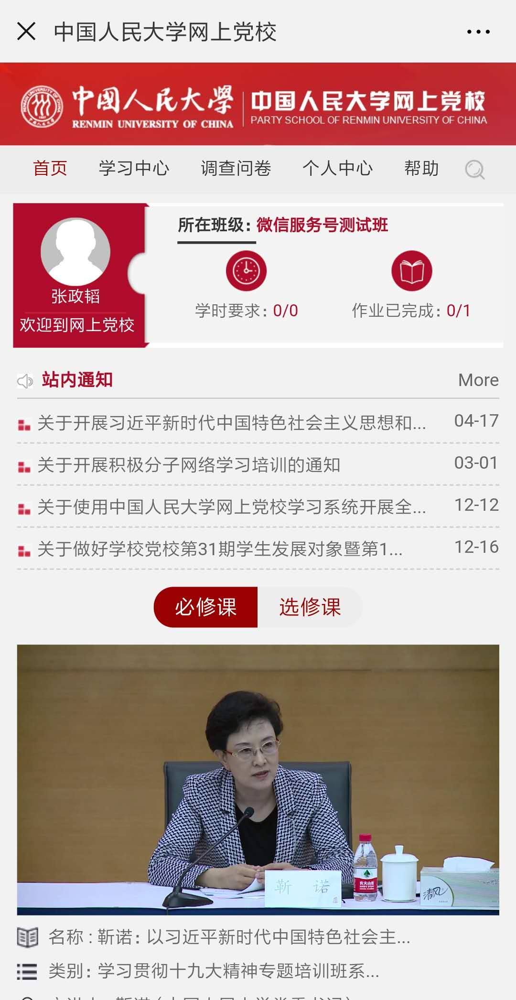 中国人民大学网上党校
中國人民大學
RENMIN UNIVERSITY OF CHINA
中国人民大学网上党校
PARTY SCHOOL OF RENMIN UNIVERSITY OF CHINA
首页 学习中心 调查问卷 个人中心 帮助
所在班级：微信服务号测试班
张政韬
欢迎到网上党校
学时要求：0/0
作业已完成：0/1
站内通知 More
关于开展习近平新时代中国特色社会主义思想和... 04-17
关于开展积极分子网络学习培训的通知 03-01
关于使用中国人民大学网上党校学习系统开展全... 12-12
关于做好学校党校第31期学生发展对象暨第1... 12-16
必修课 选修课
农夫山泉
靳 诺
清风
名称 : 靳诺：以习近平新时代中国特色社会主...
类别：学习贯彻十九大精神专题培训班系...